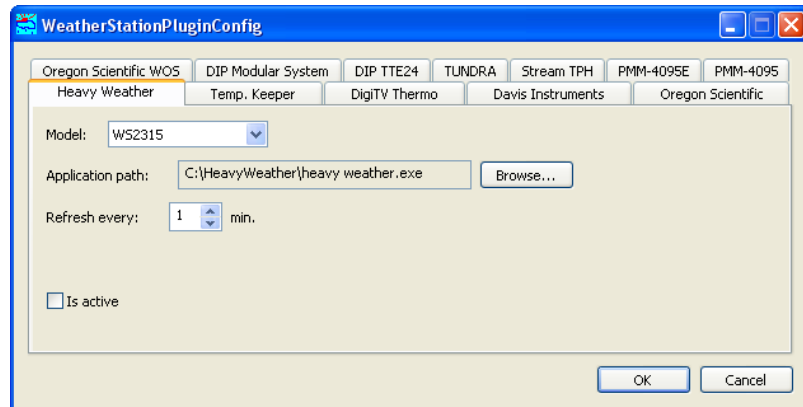 WeatherStationPluginConfig
Oregon Scientific WOS DIP Modular System DIP TTE24 TUNDRA Stream TPH PMM-4095E PMM-4095
Heavy Weather Temp. Keeper DigiTV Thermo Davis Instruments Oregon Scientific
Model: WS2315
Application path: C:\HeavyWeather\heavy weather.exe Browse...
Refresh every: 1 min.
Is active
OK Cancel